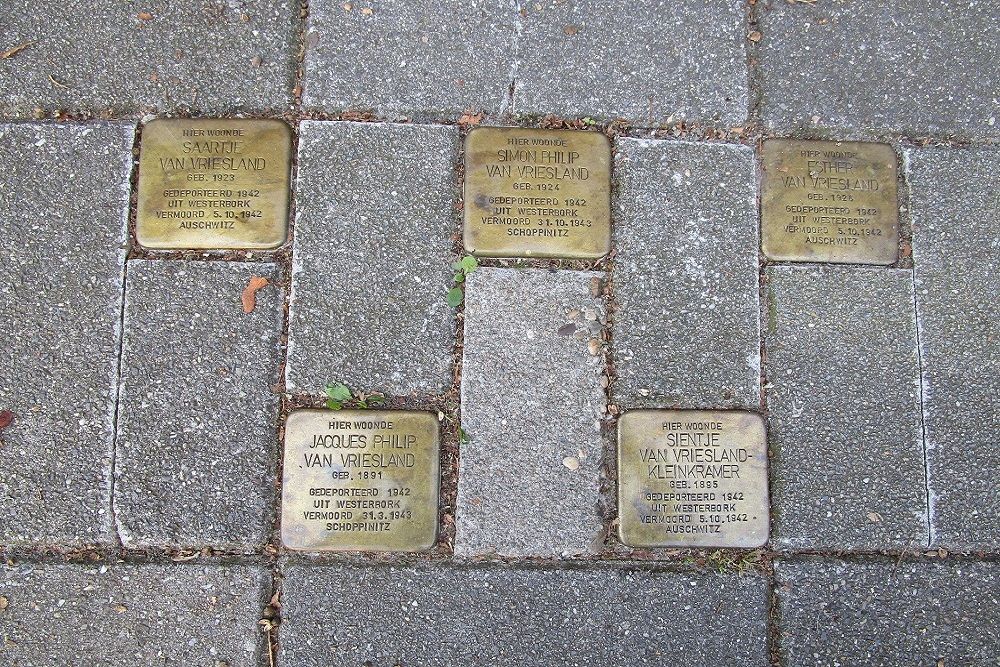 HIER WOONDE
SAARTJE
VAN VRIESLAND
GEB. 1923
GEDEPORTEERD 1942
UIT WESTERBORK
VERMOORD 5.10.1942
AUSCHWITZ
HIER WOONDE
SIMON PHILIP
VAN VRIESLAND
GEB. 1924
GEDEPORTEERD 1942
UIT WESTERBORK
VERMOORD 31.10.1943
SCHOPPINITZ
HIER WOONDE
ESTHER
VAN VRIESLAND
GEB. 1926
GEDEPORTEERD 1942
UIT WESTERBORK
VERMOORD 5.10.1942
AUSCHWITZ
HIER WOONDE
JACQUES PHILIP
VAN VRIESLAND
GEB. 1891
GEDEPORTEERD 1942
UIT WESTERBORK
VERMOORD 31.3.1943
SCHOPPINITZ
HIER WOONDE
SIENTJE
VAN VRIESLAND-
KLEINKRAMER
GEB. 1895
GEDEPORTEERD 1942
UIT WESTERBORK
VERMOORD 5.10.1942
AUSCHWITZ